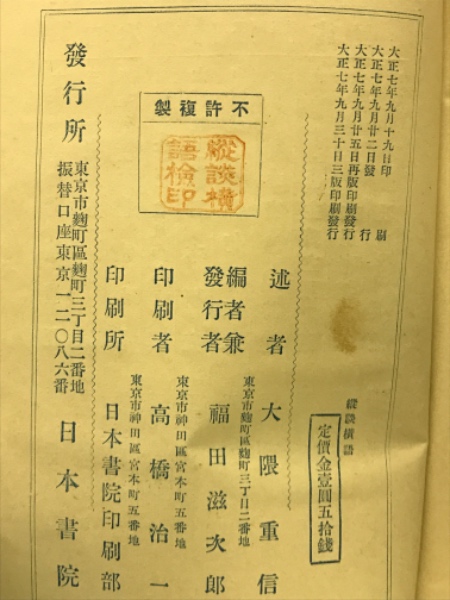 大正七年九月十九日印刷
大正七年九月廿二日發行
大正七年九月廿五日再版印刷發行
大正七年九月三十日三版印刷發行
不許複製
縱談橫
語檢印
縱談橫語
定價金壹圓五拾錢
述者 大隈重信
東京市麴町區麴町三丁目二番地
編者兼
發行者 福田滋次郎
東京市神田區宮本町五番地
印刷者 高橋治一
東京市神田區宮本町五番地
印刷所 日本書院印刷部
發行所 東京市麴町區麴町三丁目二番地
振替口座東京一二〇八六番
日本書院